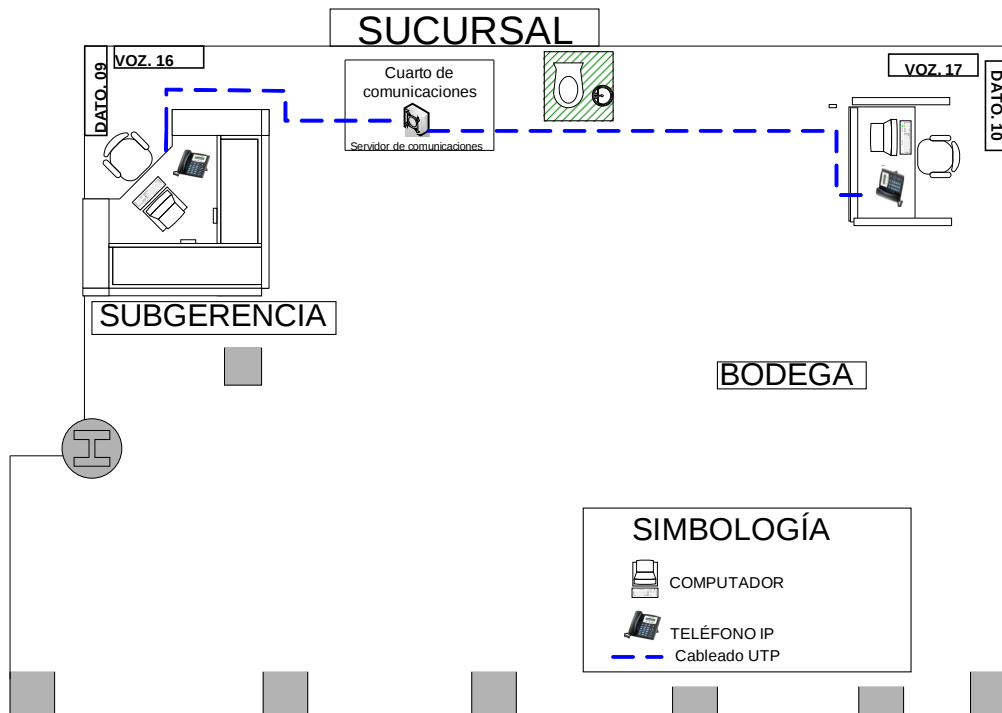 SUCURSAL
DATO. 09
VOZ. 16
Cuarto de
comunicaciones
Servidor de comunicaciones
VOZ. 17
DATO. 10
SUBGERENCIA
BODEGA
SIMBOLOGÍA
COMPUTADOR
TELÉFONO IP
Cableado UTP